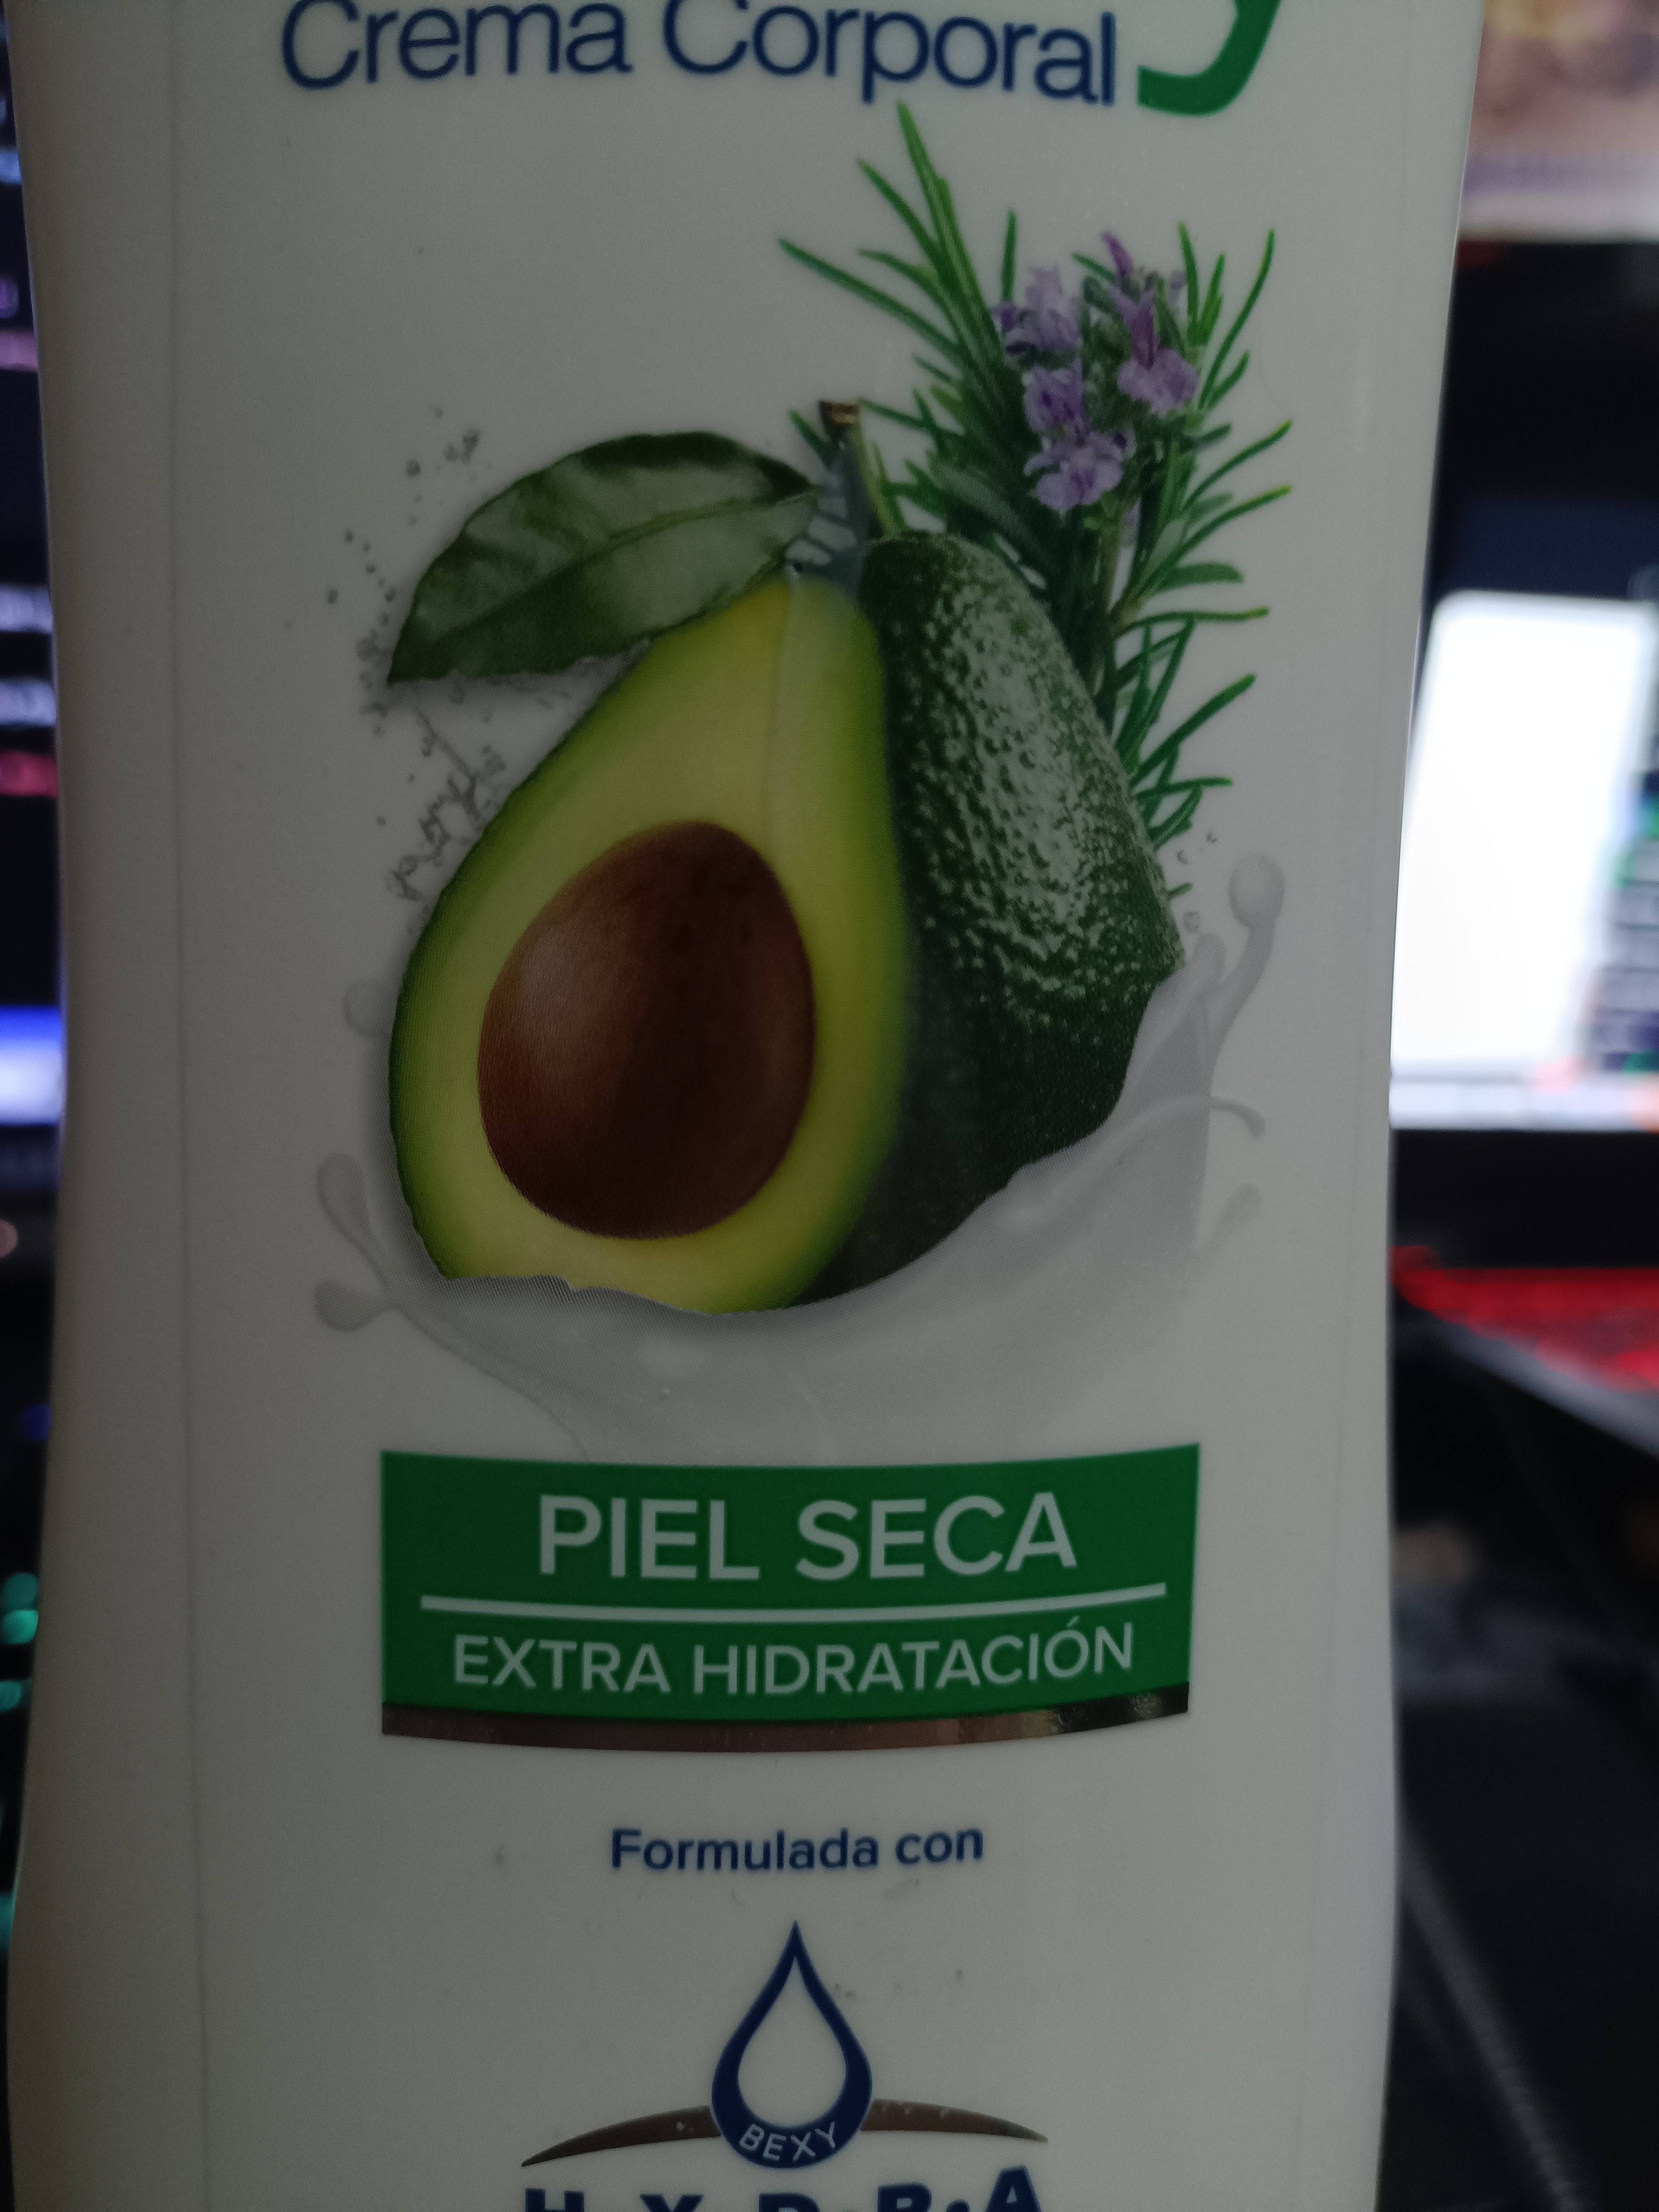 Crema Corporal
PIEL SECA
EXTRA HIDRATACIÓN
Formulada con
BEXY
H•Y•D•R•A